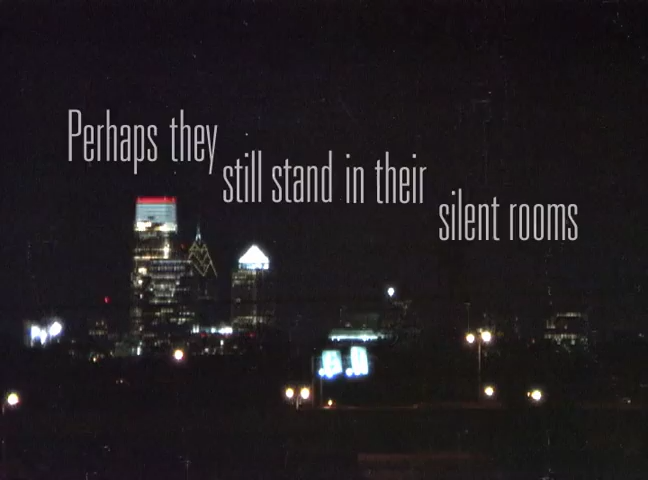 Perhaps they
still stand in their
silent rooms